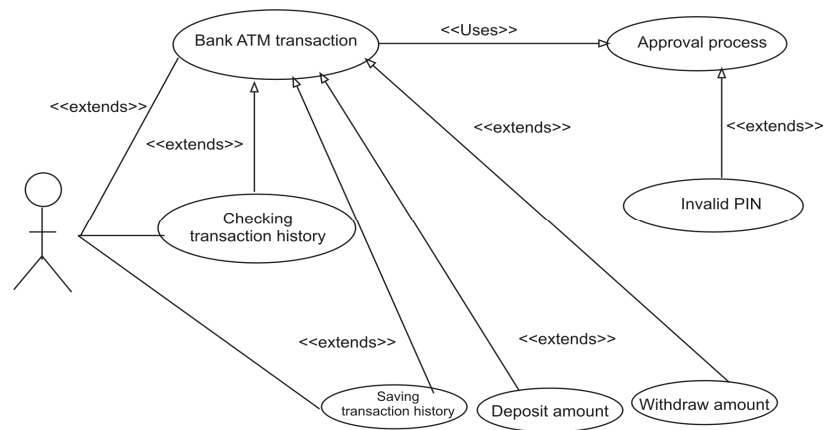 Bank ATM transaction
<<Uses>>
Approval process
<<extends>>
<<extends>>
<<extends>>
<<extends>>
Checking
transaction history
Invalid PIN
<<extends>>
<<extends>>
Saving
transaction history
Deposit amount
Withdraw amount